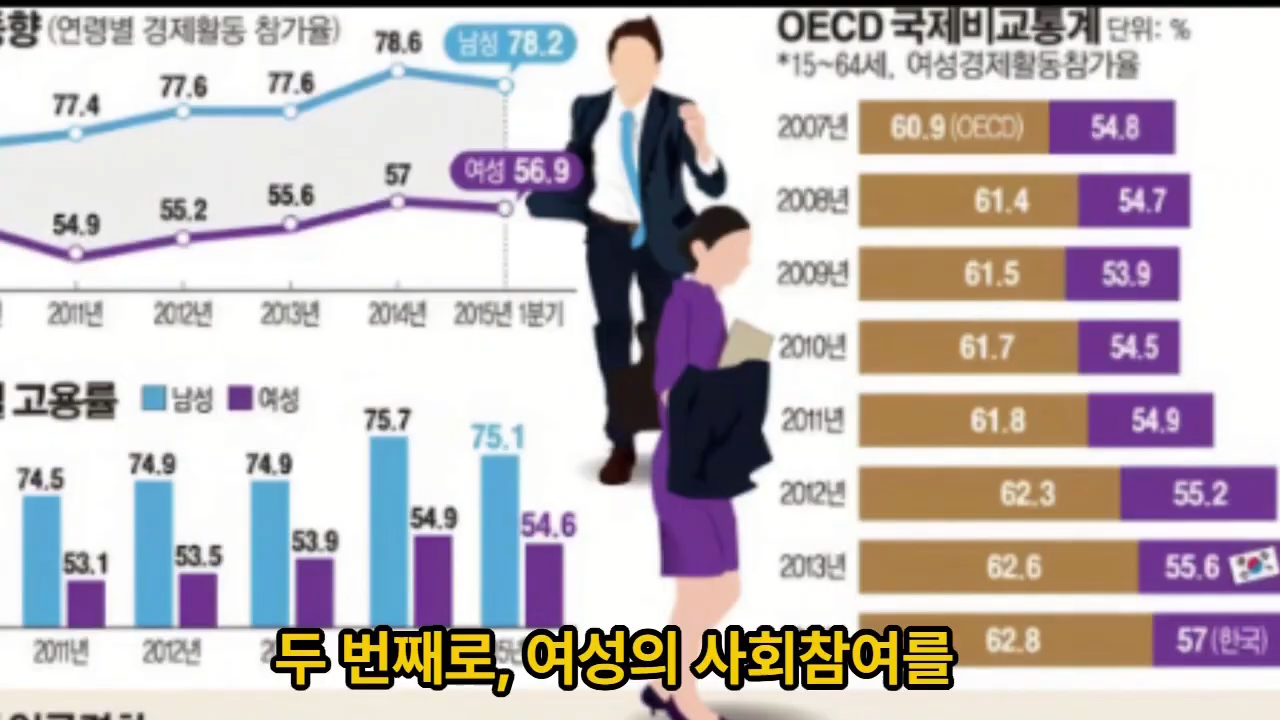 동향 (연령별 경제활동 참가율)
77.4
77.6
77.6
78.6
남성 78.2
54.9
55.2
55.6
57
여성 56.9
2011년
2012년
2013년
2014년
2015년 1분기
고용률
남성
여성
74.5
53.1
74.9
53.5
74.9
53.9
75.7
54.9
75.1
54.6
2011년
2012년
OECD 국제비교통계 단위: %
*15~64세, 여성경제활동참가율
2007년 60.9 (OECD) 54.8
2008년 61.4 54.7
2009년 61.5 53.9
2010년 61.7 54.5
2011년 61.8 54.9
2012년 62.3 55.2
2013년 62.6 55.6
62.8 57 (한국)
두 번째로, 여성의 사회참여를